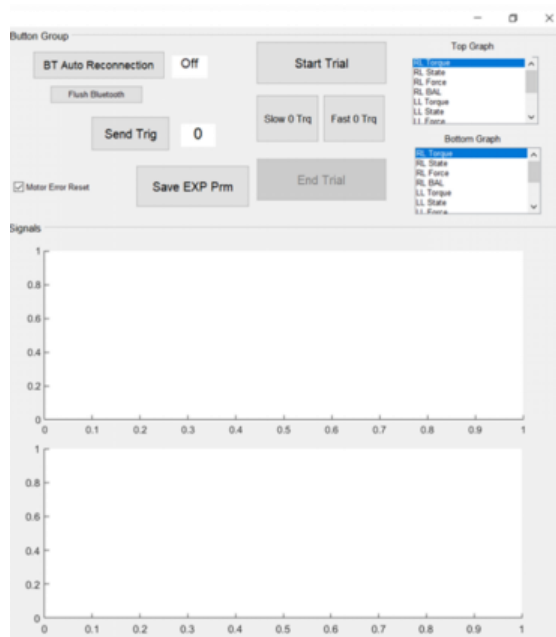 Button Group
BT Auto Reconnection
Off
Flush Bluetooth
Send Trig
0
Motor Error Reset
Save EXP Prm
Start Trial
Slow 0 Trq
Fast 0 Trq
End Trial
Top Graph
RL Torque
RL State
RL Force
RL BAL
LL Torque
LL State
LL Force
Bottom Graph
RL Torque
RL State
RL Force
RL BAL
LL Torque
LL State
LL Force
Signals
1
0.8
0.6
0.4
0.2
0
0 0.1 0.2 0.3 0.4 0.5 0.6 0.7 0.8 0.9 1
1
0.8
0.6
0.4
0.2
0
0 0.1 0.2 0.3 0.4 0.5 0.6 0.7 0.8 0.9 1